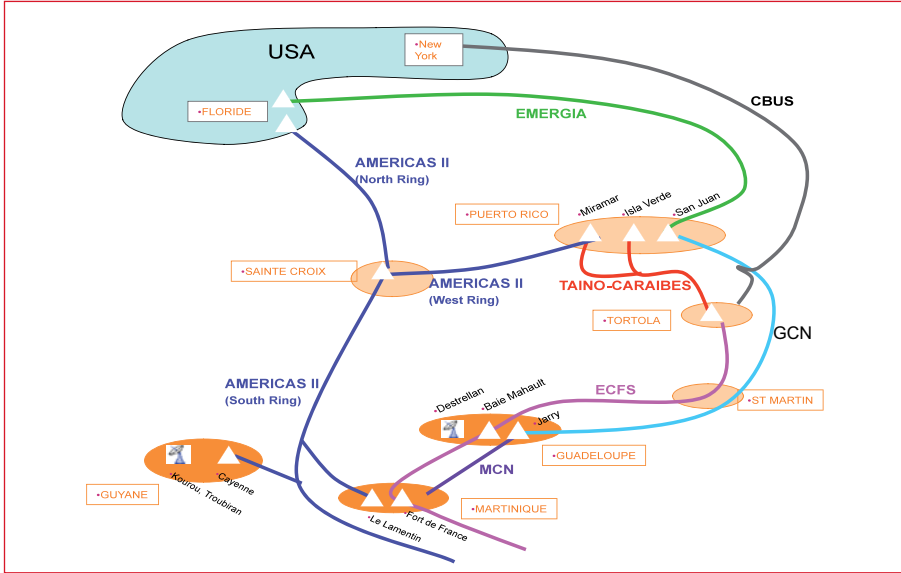 USA
•New
York
•FLORIDE
CBUS
EMERGIA
AMERICAS II
(North Ring)
•Miramar
•Isla Verde
•San Juan
•PUERTO RICO
•SAINTE CROIX
AMERICAS II
(West Ring)
TAINO-CARAIBES
•TORTOLA
GCN
AMERICAS II
(South Ring)
ECFS
•ST MARTIN
•Destrellan
•Baie Mahault
•Jarry
•GUADELOUPE
MCN
•Cayenne
•Kourou, Troubiran
•GUYANE
•MARTINIQUE
•Fort de France
•Le Lamentin